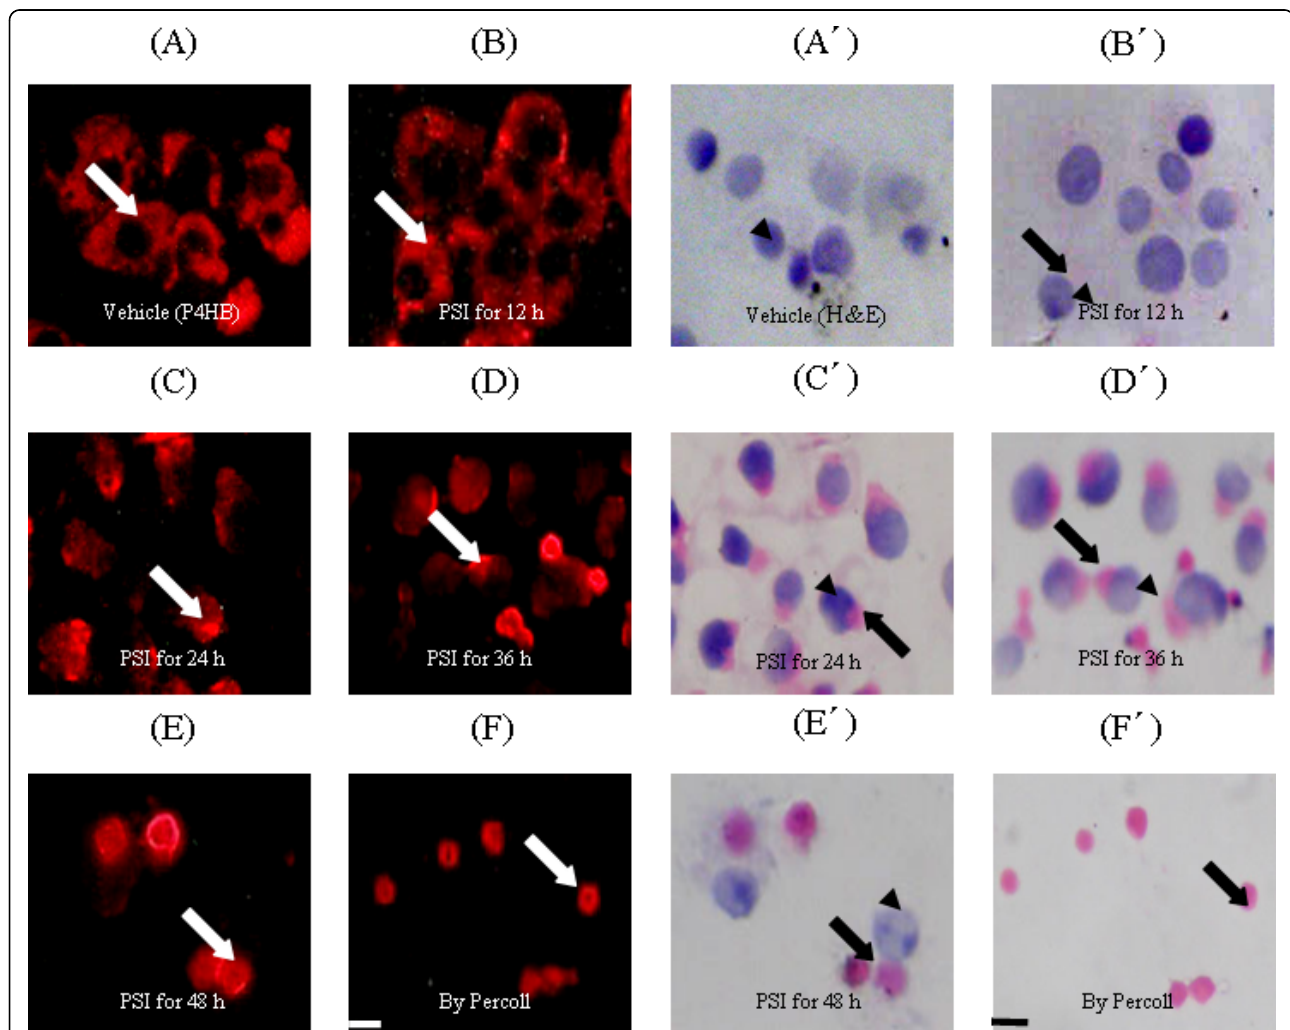 (A) (B) (A´) (B´)
Vehicle (P4HB) PSI for 12 h Vehicle (H&E) PSI for 12 h
(C) (D) (C´) (D´)
PSI for 24 h PSI for 36 h PSI for 24 h PSI for 36 h
(E) (F) (E´) (F´)
PSI for 48 h By Percoll PSI for 48 h By Percoll